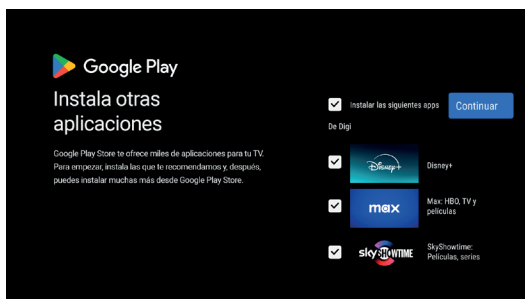 Google Play
Instala otras
aplicaciones
Google Play Store te ofrece miles de aplicaciones para tu TV.
Para empezar, instala las que te recomendamos y, después,
puedes instalar muchas más desde Google Play Store.
Instalar las siguientes apps
Continuar
De Digi
Disney+
Disney+
max
Max: HBO, TV y
películas
skySHOWTIME
SkyShowtime:
Películas, series